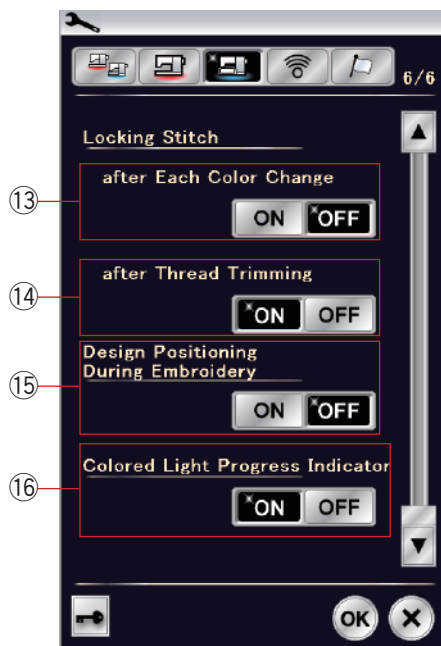 6/6
Locking Stitch
⑬ after Each Color Change
ON OFF
⑭ after Thread Trimming
ON OFF
⑮ Design Positioning
During Embroidery
ON OFF
⑯ Colored Light Progress Indicator
ON OFF
OK